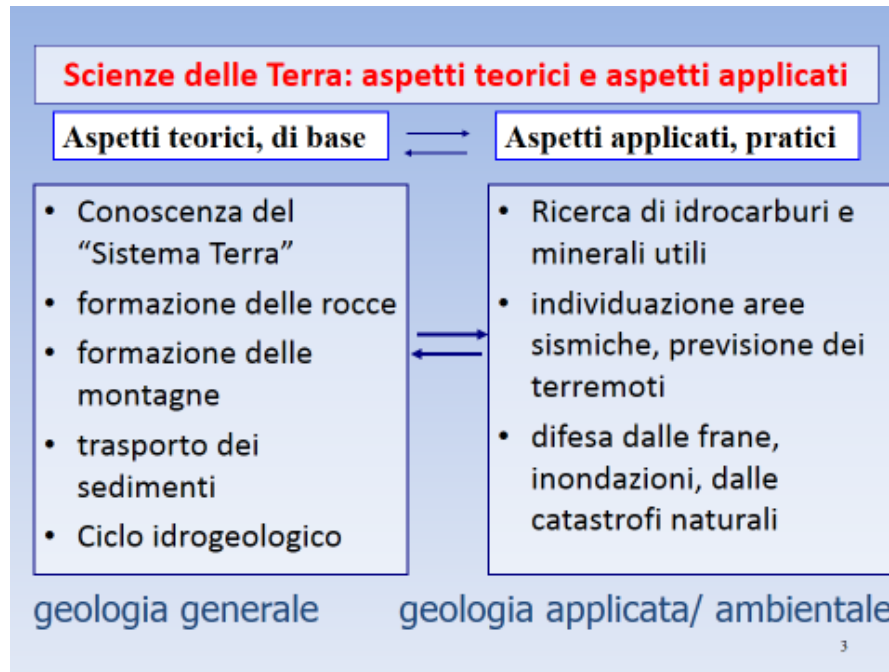 Scienze delle Terra: aspetti teorici e aspetti applicati
Aspetti teorici, di base
Aspetti applicati, pratici
• Conoscenza del
“Sistema Terra”
• formazione delle rocce
• formazione delle
montagne
• trasporto dei
sedimenti
• Ciclo idrogeologico
• Ricerca di idrocarburi e
minerali utili
• individuazione aree
sismiche, previsione dei
terremoti
• difesa dalle frane,
inondazioni, dalle
catastrofi naturali
geologia generale
geologia applicata/ ambientale
3